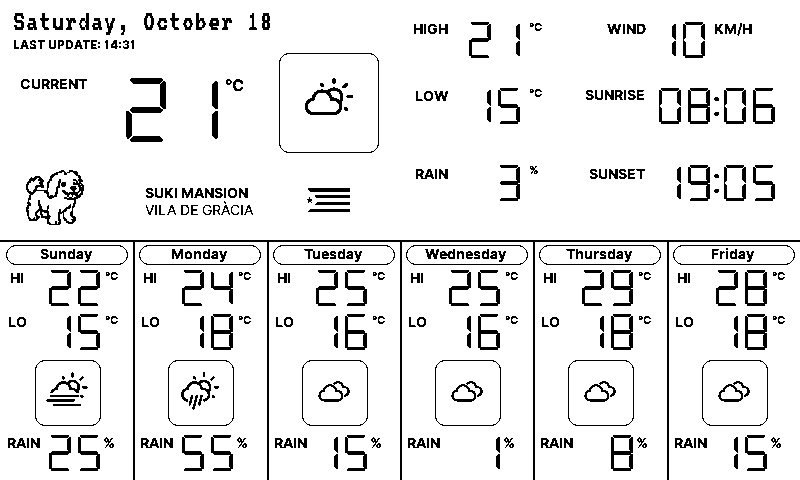 Saturday, October 18
LAST UPDATE: 14:31
CURRENT 21 °C
HIGH 21 °C
WIND 10 KM/H
LOW 15 °C
SUNRISE 08:06
RAIN 3 %
SUNSET 19:05
SUKI MANSION
VILA DE GRÀCIA
Sunday
HI 22 °C
LO 15 °C
RAIN 25 %
Monday
HI 24 °C
LO 18 °C
RAIN 55 %
Tuesday
HI 25 °C
LO 16 °C
RAIN 15 %
Wednesday
HI 25 °C
LO 16 °C
RAIN 1 %
Thursday
HI 29 °C
LO 18 °C
RAIN 8 %
Friday
HI 28 °C
LO 18 °C
RAIN 15 %